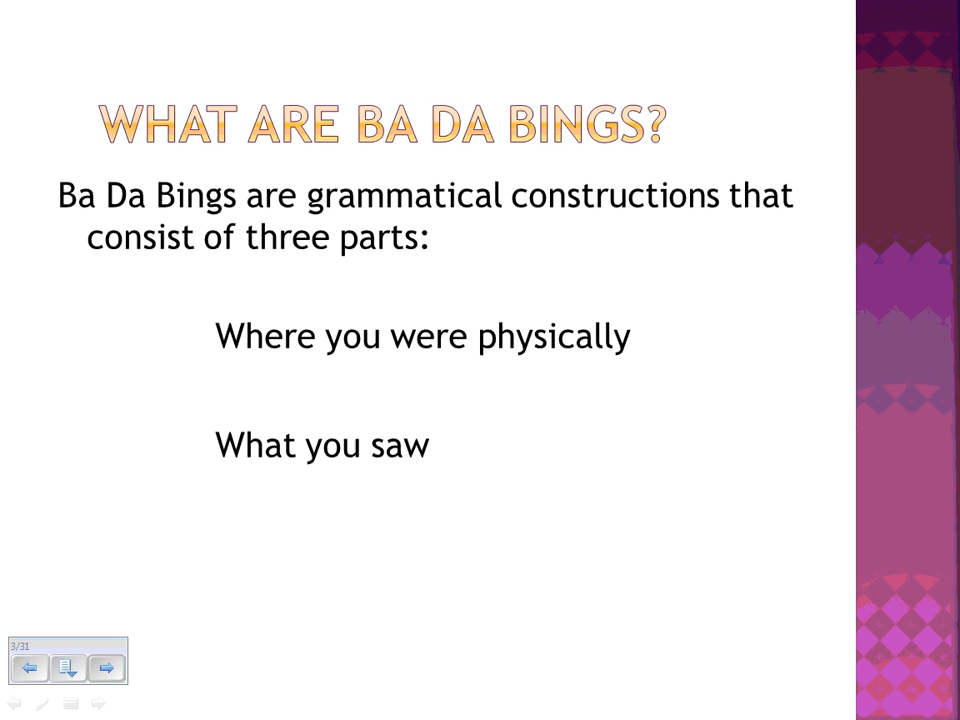 WHAT ARE BA DA BINGS?
Ba Da Bings are grammatical constructions that
consist of three parts:
Where you were physically
What you saw
3/31